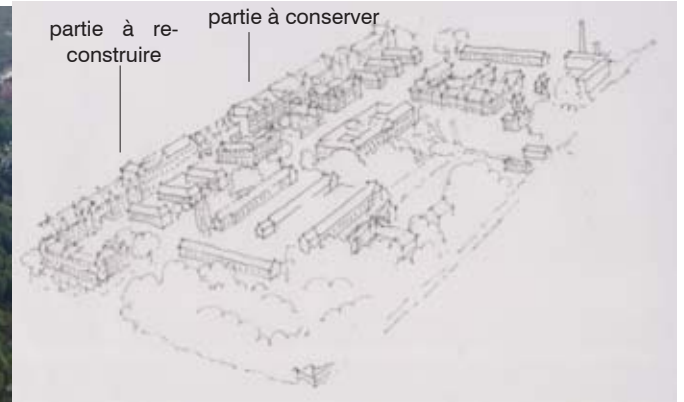 partie à re-
construire
partie à conserver